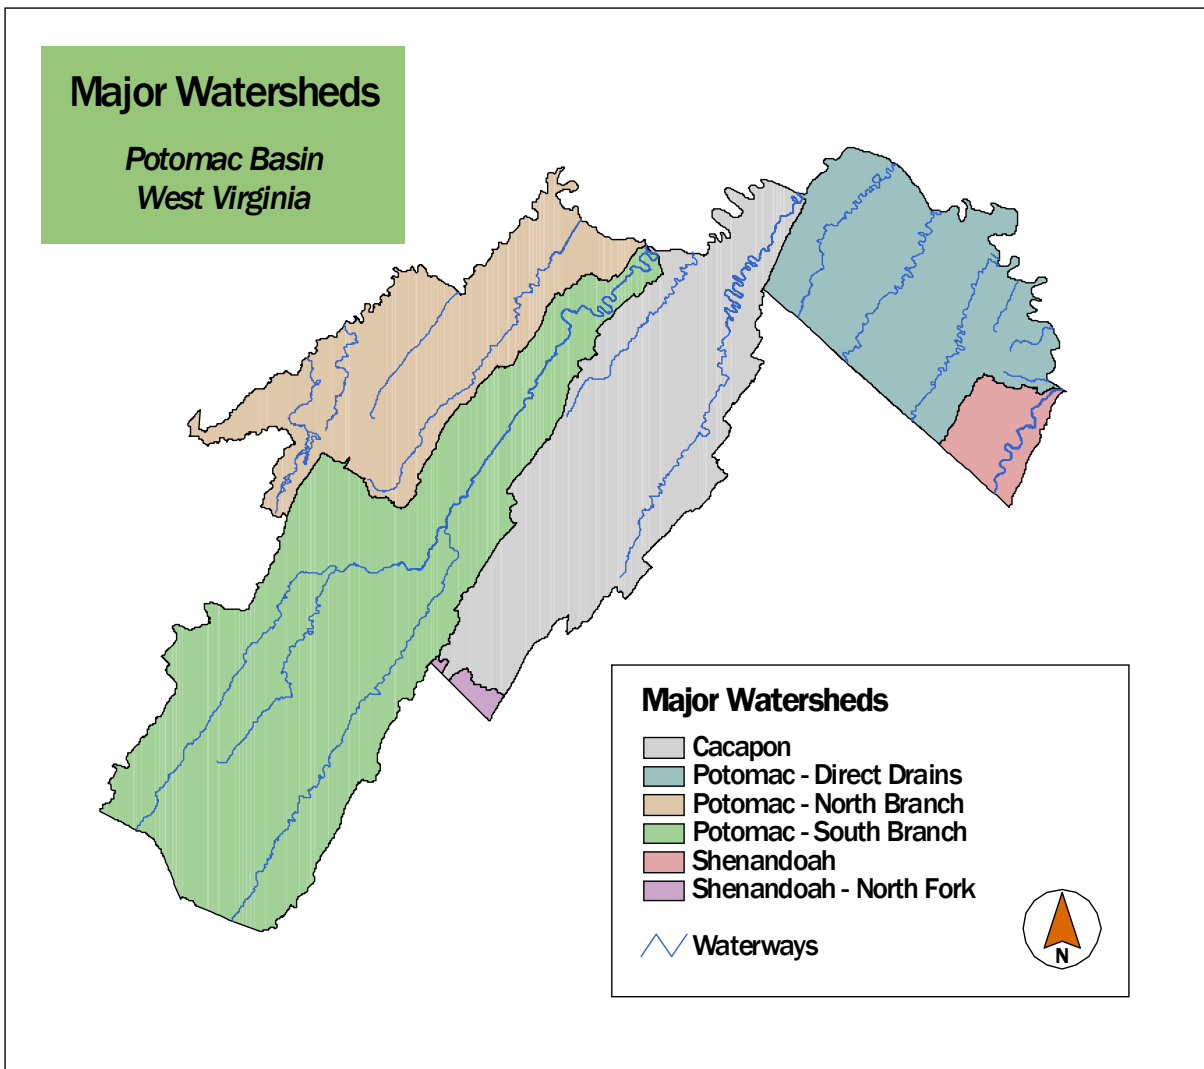 Major Watersheds
Potomac Basin
West Virginia
Major Watersheds
Cacapon
Potomac - Direct Drains
Potomac - North Branch
Potomac - South Branch
Shenandoah
Shenandoah - North Fork
Waterways
N